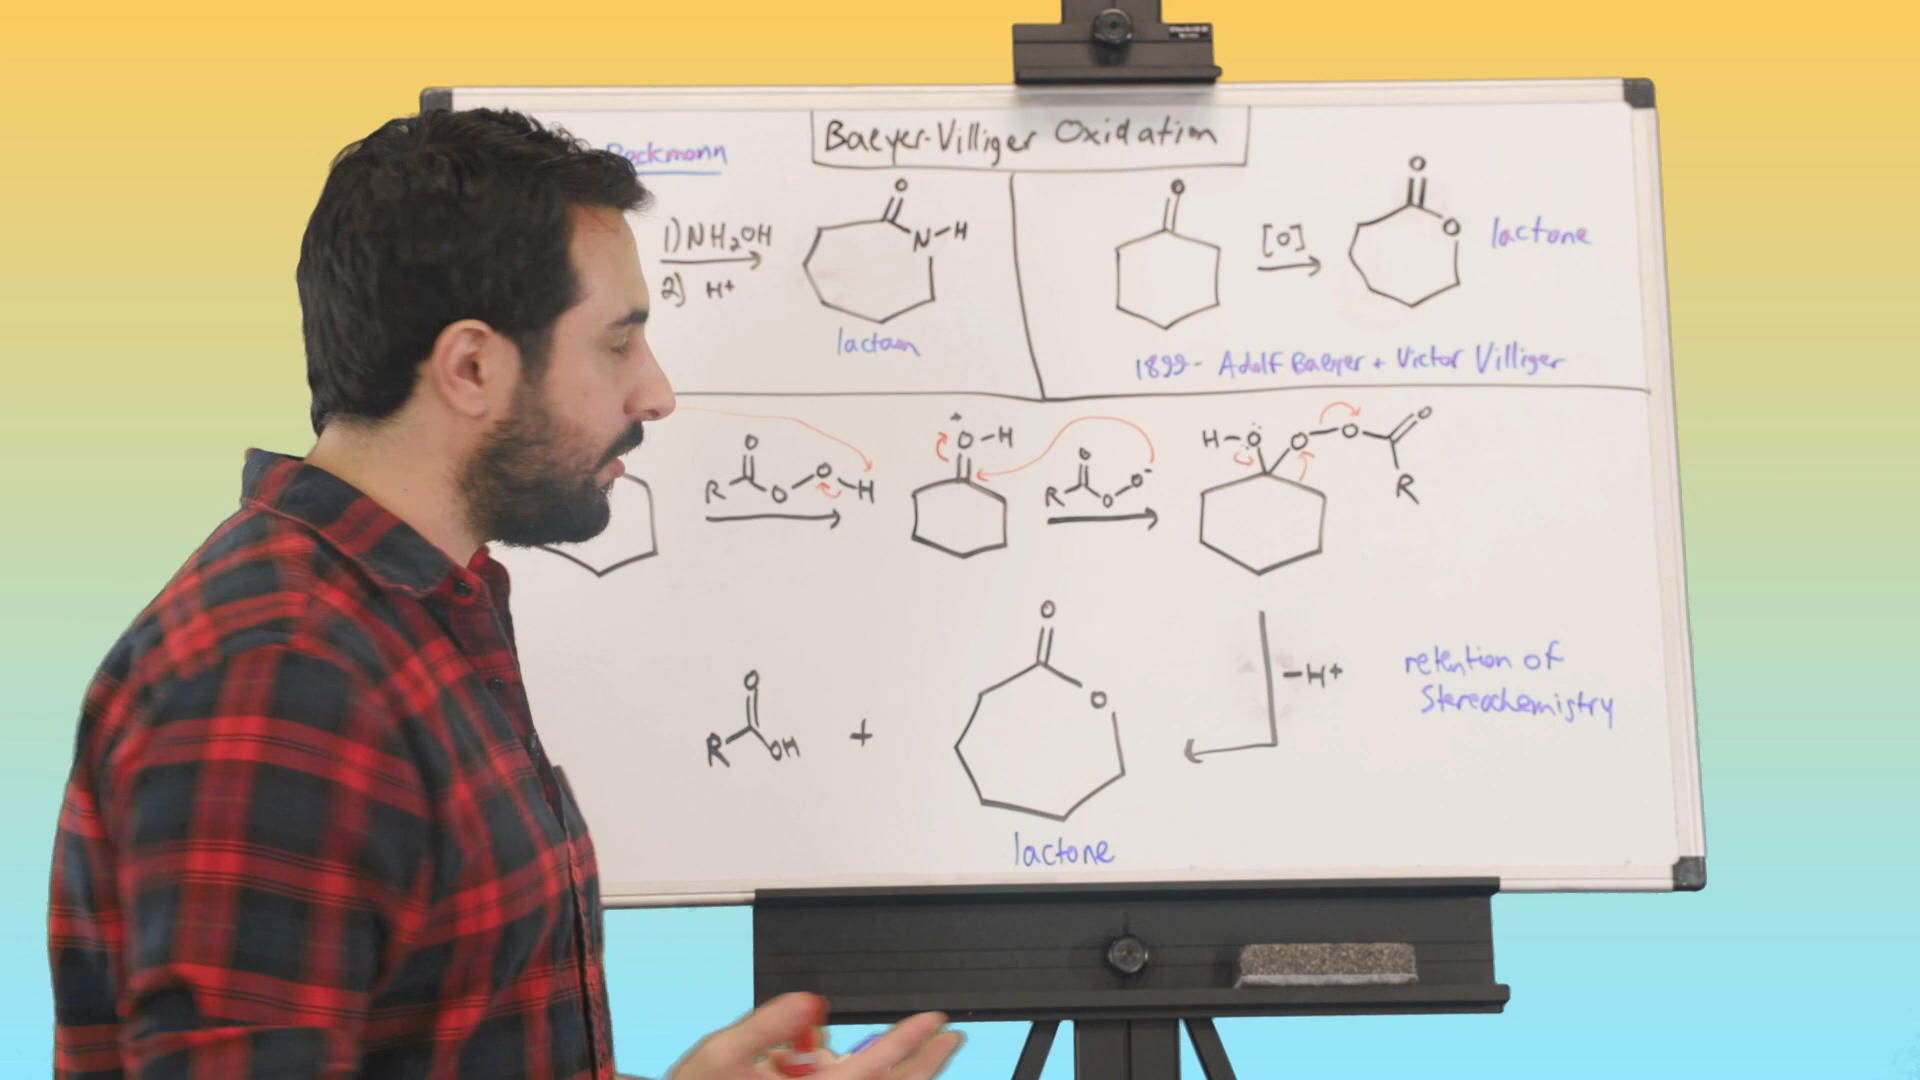 Baeyer-Villiger Oxidation
Beckmann
1) NH₂OH
2) H+
O
N-H
lactam
O
[O]
O
O
lactone
1899- Adolf Baeyer + Victor Villiger
O
R
O
O
H
+
O-H
O
R
O
O-
H-O
O
O
O
R
-H+
retention of
Stereochemistry
O
R
OH
+
O
O
lactone